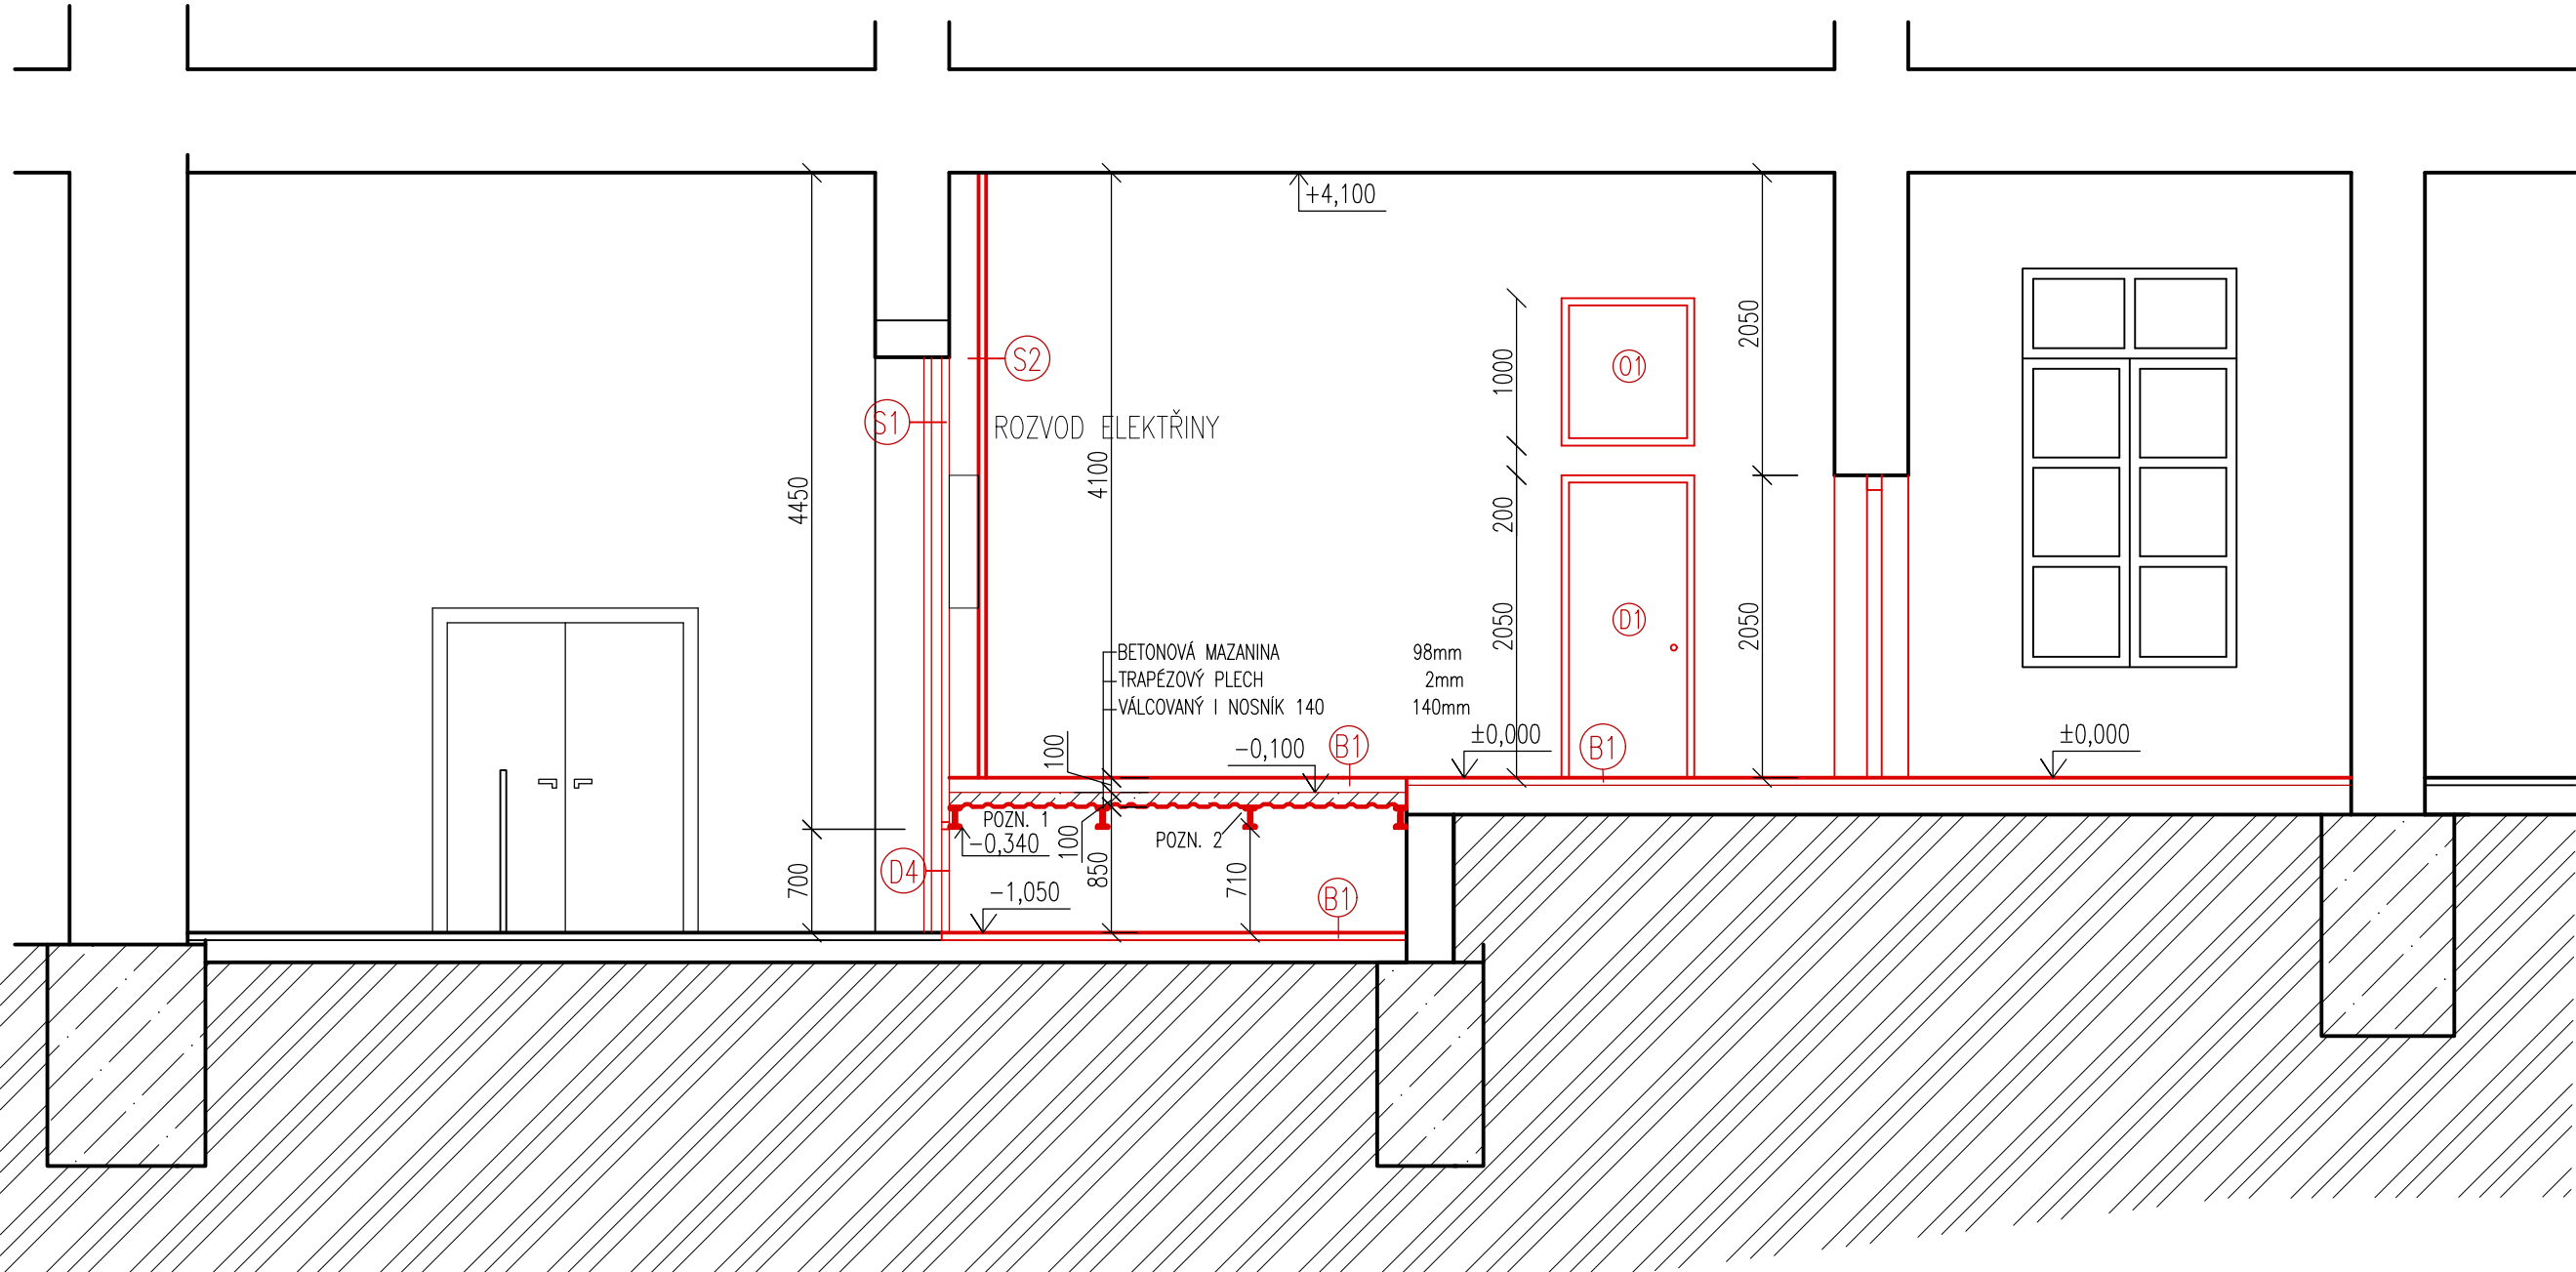 +4,100
S2
S1
ROZVOD ELEKTŘINY
O1
1000
2050
4450
4100
200
2050
D1
2050
BETONOVÁ MAZANINA 98mm
TRAPÉZOVÝ PLECH 2mm
VÁLCOVANÝ I NOSNÍK 140 140mm
100
-0,100
B1
±0,000
B1
±0,000
POZN. 1
-0,340
100
POZN. 2
D4
700
850
710
-1,050
B1